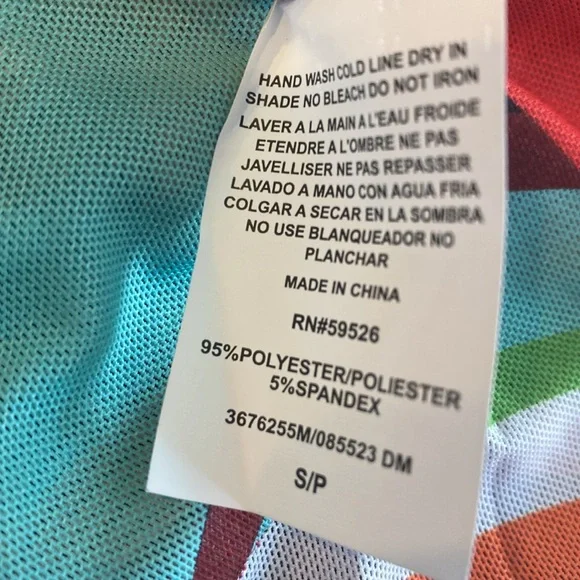 HAND WASH COLD LINE DRY IN
SHADE NO BLEACH DO NOT IRON
LAVER A LA MAIN A L'EAU FROIDE
ETENDRE A L'OMBRE NE PAS
JAVELLISER NE PAS REPASSER
LAVADO A MANO CON AGUA FRIA
COLGAR A SECAR EN LA SOMBRA
NO USE BLANQUEADOR NO
PLANCHAR
MADE IN CHINA
RN#59526
95%POLYESTER/POLIESTER
5%SPANDEX
3676255M/085523 DM
S/P